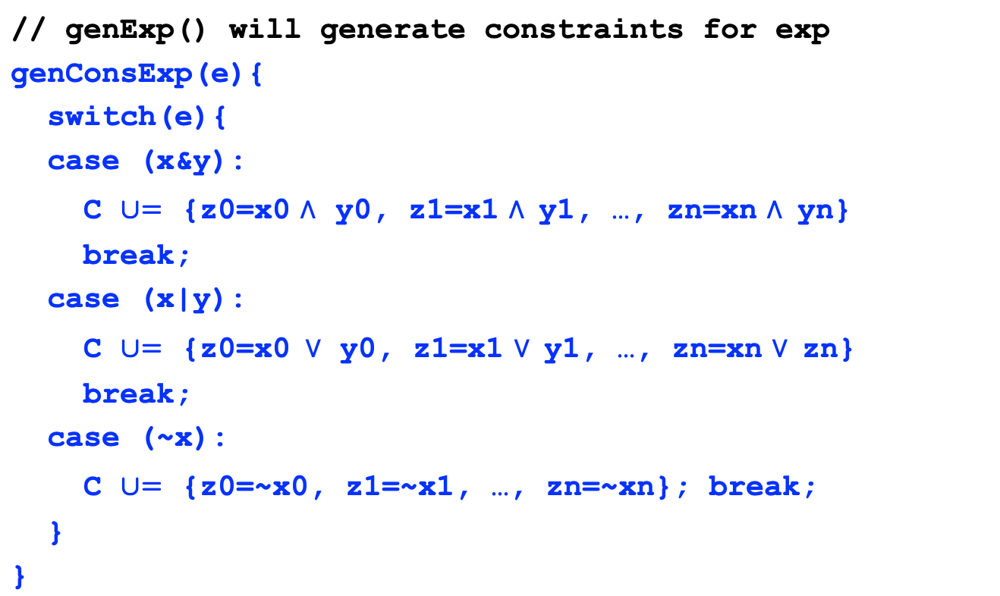 // genExp() will generate constraints for exp
genConsExp(e){
switch(e){
case (x&y):
C ∪= {z0=x0 ∧ y0, z1=x1 ∧ y1, …, zn=xn ∧ yn}
break;
case (x|y):
C ∪= {z0=x0 ∨ y0, z1=x1 ∨ y1, …, zn=xn ∨ zn}
break;
case (~x):
C ∪= {z0=~x0, z1=~x1, …, zn=~xn}; break;
}
}